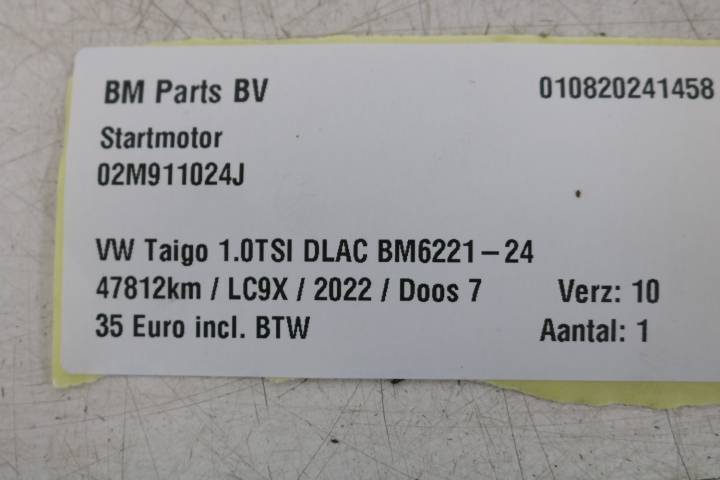 BM Parts BV 010820241458
Startmotor
02M911024J
VW Taigo 1.0TSI DLAC BM6221-24
47812km / LC9X / 2022 / Doos 7 Verz: 10
35 Euro incl. BTW Aantal: 1